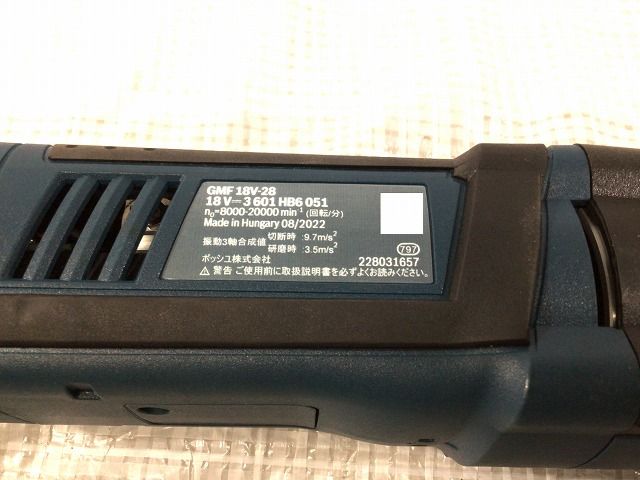 GMF 18V-28
18 V⎓ 3 601 HB6 051
n₀=8000-20000 min⁻¹ (回転/分)
Made in Hungary 08/2022
振動3軸合成値 切断時 : 9.7m/s²
研磨時 : 3.5m/s²
797
ボッシュ株式会社 228031657
⚠ 警告 ご使用前に取扱説明書を必ずよくお読みください。